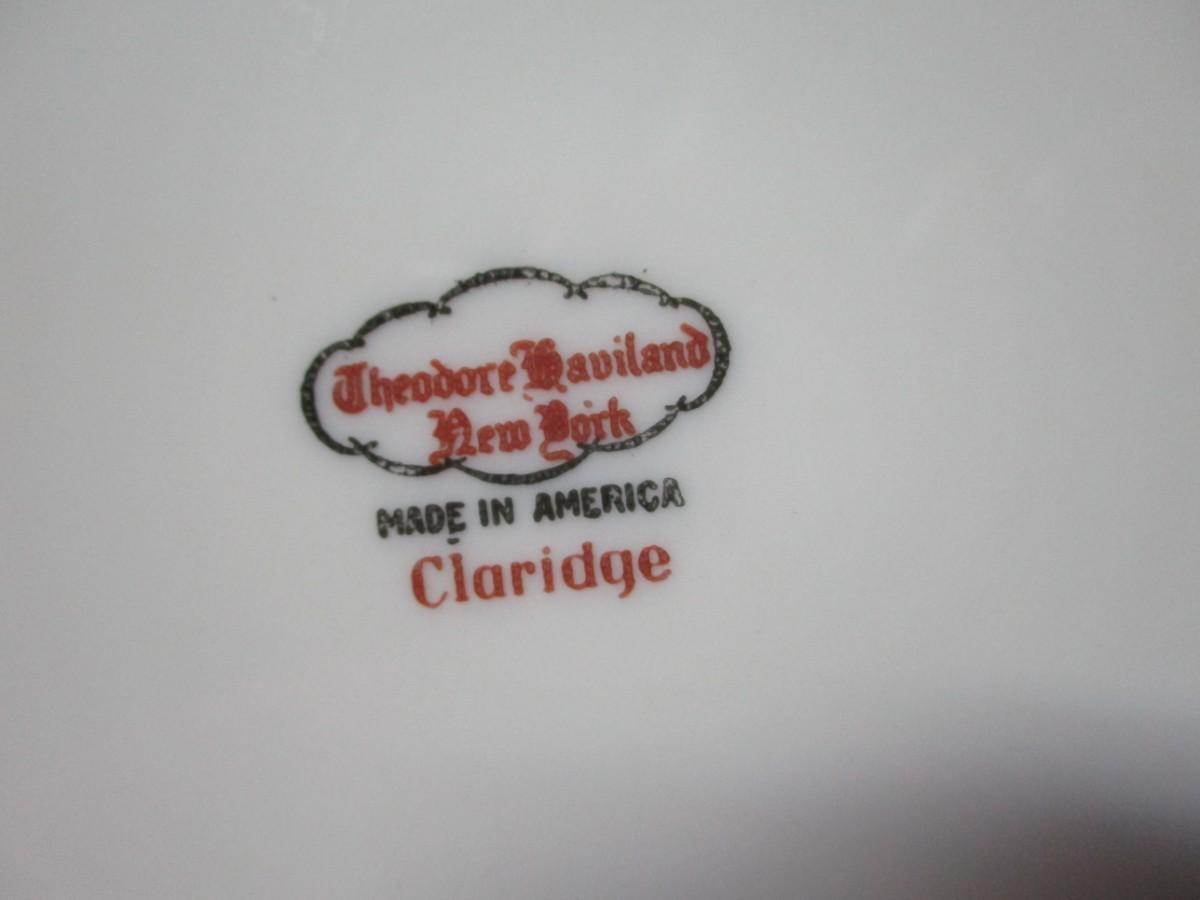 Theodore Haviland
New York
MADE IN AMERICA
Claridge